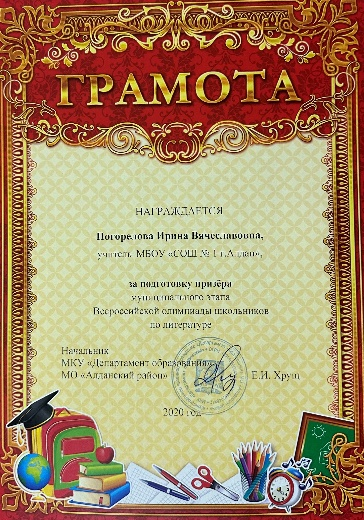 ГРАМОТА
НАГРАЖДАЕТСЯ
Погорелова Ирина Вячеславовна,
учитель МБОУ «СОШ № 1 г.Алдан»,
за подготовку призёра
муниципального этапа
Всероссийской олимпиады школьников
по литературе
Начальник
МКУ «Департамент образования»
МО «Алданский район» Е.И. Хрущ
2020 год